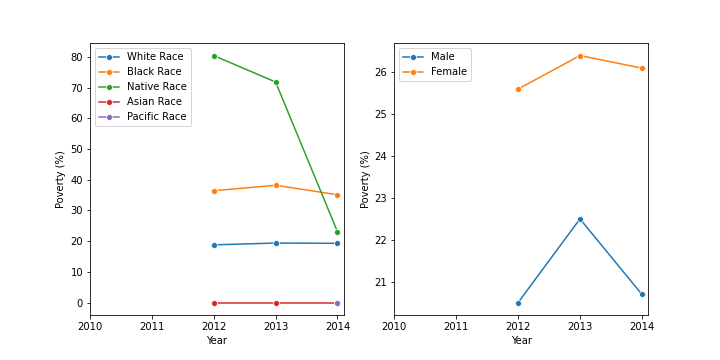 White Race
Black Race
Native Race
Asian Race
Pacific Race
80
70
60
50
40
30
20
10
0
Poverty (%)
2010 2011 2012 2013 2014
Year
Male
Female
26
25
24
23
22
21
Poverty (%)
2010 2011 2012 2013 2014
Year